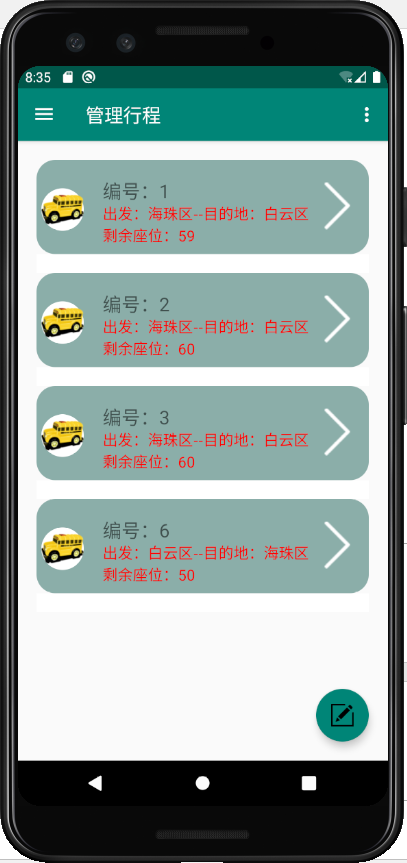 8:35
管理行程
编号：1
出发：海珠区--目的地：白云区
剩余座位：59
编号：2
出发：海珠区--目的地：白云区
剩余座位：60
编号：3
出发：海珠区--目的地：白云区
剩余座位：60
编号：6
出发：白云区--目的地：海珠区
剩余座位：50